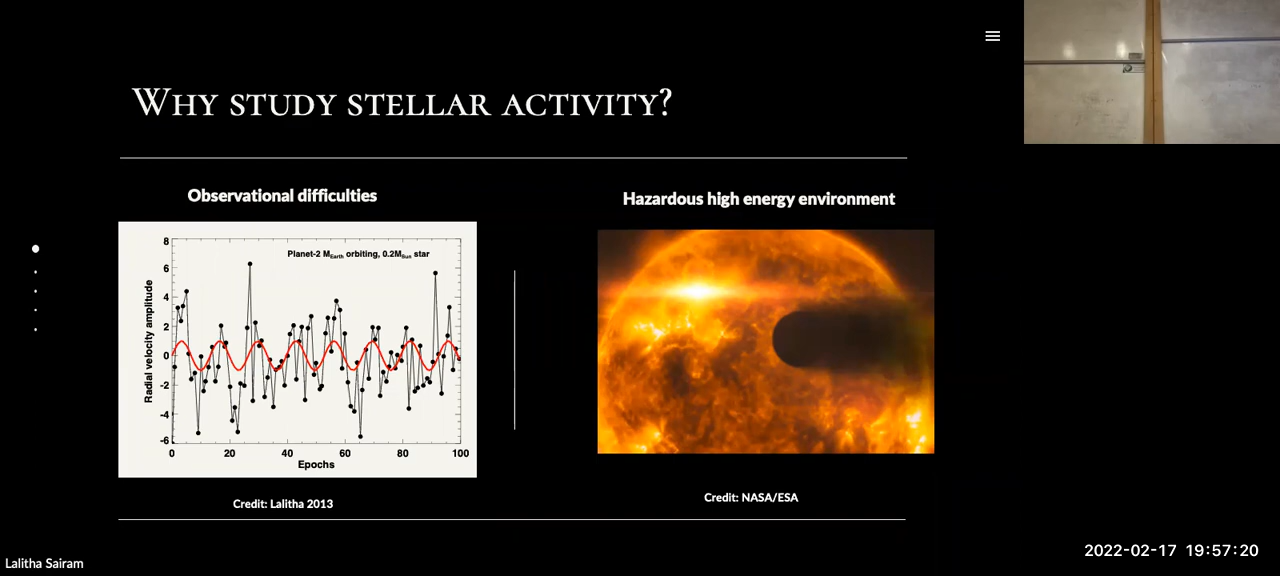 Why study stellar activity?
Observational difficulties
Hazardous high energy environment
Planet-2 MEarth orbiting, 0.2MSun star
Radial velocity amplitude
8
6
4
2
0
-2
-4
-6
0 20 40 60 80 100
Epochs
Credit: Lalitha 2013
Credit: NASA/ESA
Lalitha Sairam
2022-02-17 19:57:20